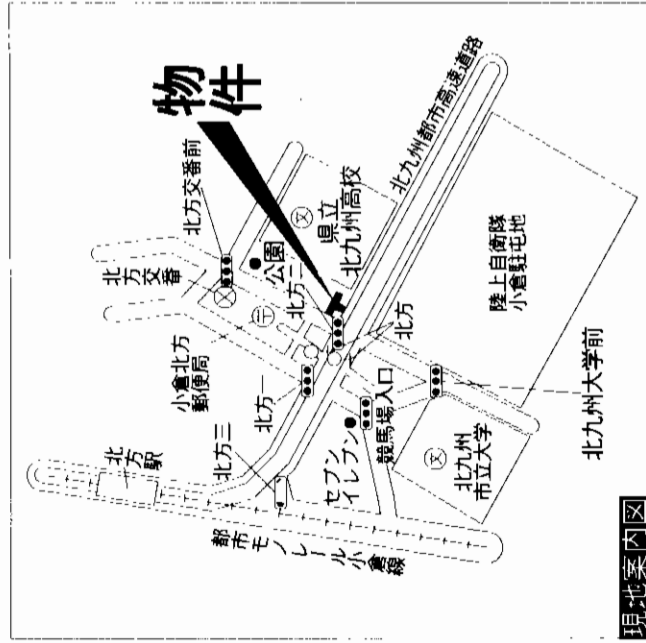 現地案内図
物件
北方交番前
北方交番
小倉北方
郵便局
北方駅
北方三
北方一
北方二
公園
県立
北九州高校
北九州都市高速道路
陸上自衛隊
小倉駐屯地
北方
競馬場入口
セブン
イレブン
北九州
市立大学
北九州大学前
都市モノレール小倉線
文
文
〒